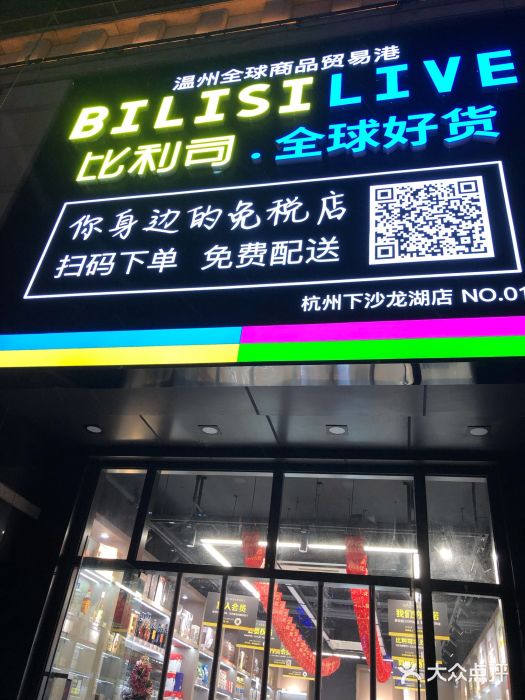 温州全球商品贸易港
BILISI LIVE
比利司.全球好货
你身边的免税店
扫码下单 免费配送
杭州下沙龙湖店 NO.01
大众点评